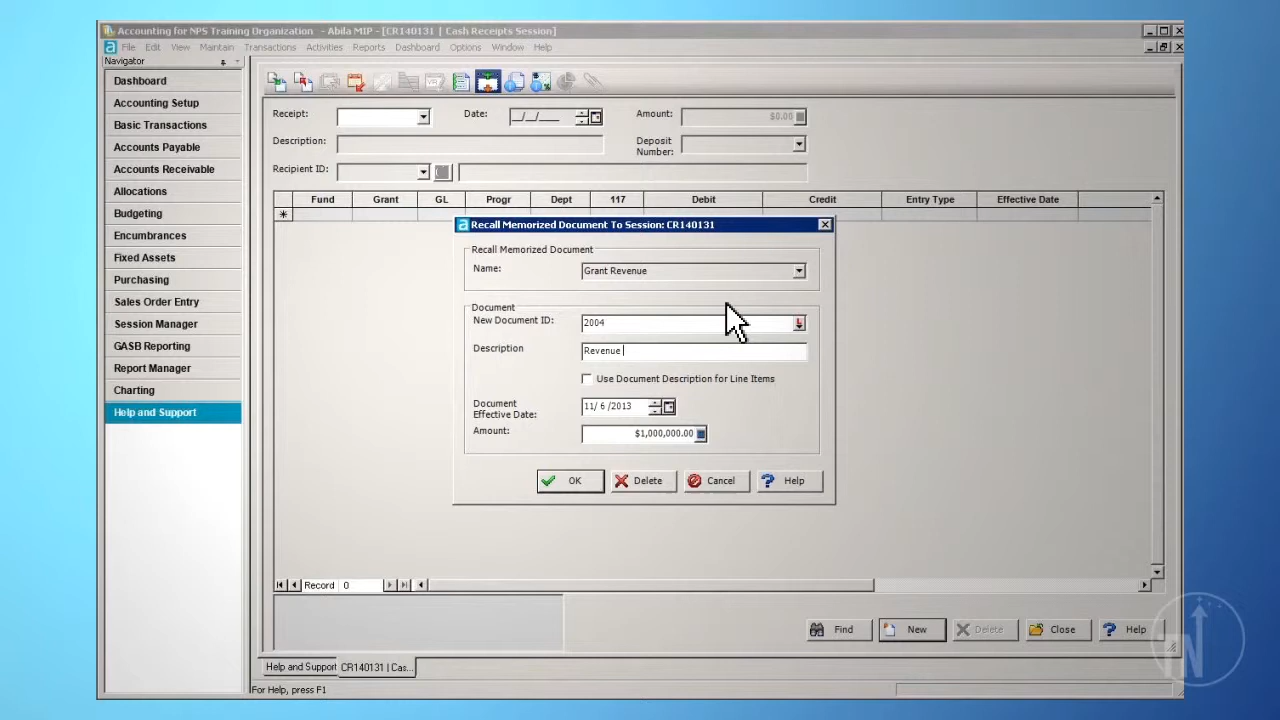 Accounting for NPS Training Organization - Abila MIP - [CR140131 | Cash Receipts Session]
File Edit View Maintain Transactions Activities Reports Dashboard Options Window Help
Navigator
Dashboard
Accounting Setup
Basic Transactions
Accounts Payable
Accounts Receivable
Allocations
Budgeting
Encumbrances
Fixed Assets
Purchasing
Sales Order Entry
Session Manager
GASB Reporting
Report Manager
Charting
Help and Support
Receipt: Date: __/__/____ Amount: $0.00
Description: Deposit Number:
Recipient ID:
Fund Grant GL Progr Dept 117 Debit Credit Entry Type Effective Date
Recall Memorized Document To Session: CR140131
Recall Memorized Document
Name: Grant Revenue
Document
New Document ID: 2004
Description Revenue
Use Document Description for Line Items
Document Effective Date: 11/ 6 /2013
Amount: $1,000,000.00
OK Delete Cancel Help
Record 0
Find New Delete Close Help
Help and Support CR140131 | Cas...
For Help, press F1
IN